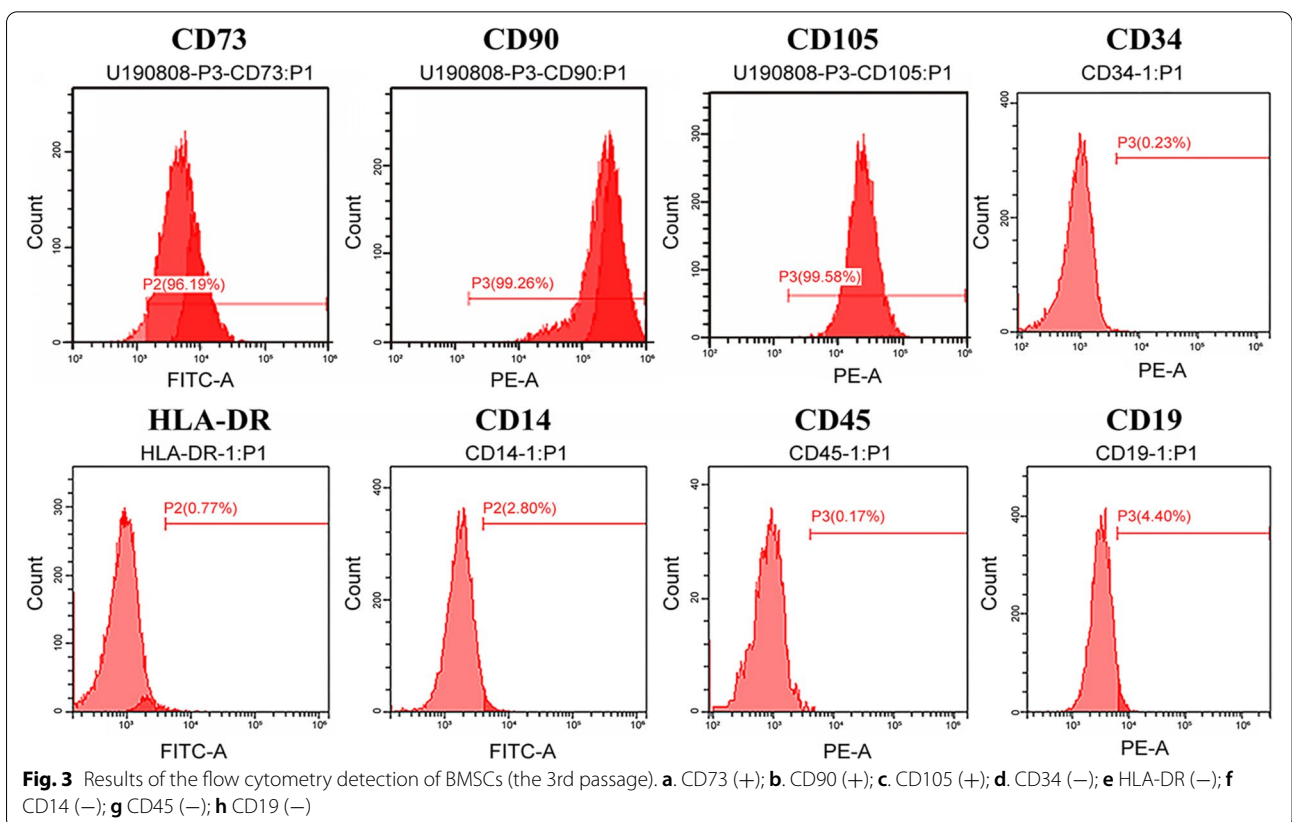 CD73
U190808-P3-CD73:P1
Count
200
100
0
P2(96.19%)
10² 10³ 10⁴ 10⁵ 10⁶
FITC-A
CD90
U190808-P3-CD90:P1
Count
200
100
0
P3(99.26%)
10² 10³ 10⁴ 10⁵ 10⁶
PE-A
CD105
U190808-P3-CD105:P1
Count
300
200
100
0
P3(99.58%)
10² 10³ 10⁴ 10⁵ 10⁶
PE-A
CD34
CD34-1:P1
Count
400
200
0
P3(0.23%)
10² 10³ 10⁴ 10⁵ 10⁶
PE-A
HLA-DR
HLA-DR-1:P1
Count
300
200
100
0
P2(0.77%)
10³ 10⁴ 10⁵ 10⁶
FITC-A
CD14
CD14-1:P1
Count
400
200
0
P2(2.80%)
10³ 10⁴ 10⁵ 10⁶
FITC-A
CD45
CD45-1:P1
Count
40
20
0
P3(0.17%)
10² 10³ 10⁴ 10⁵ 10⁶
PE-A
CD19
CD19-1:P1
Count
400
200
0
P3(4.40%)
10³ 10⁴ 10⁵ 10⁶
PE-A
Fig. 3 Results of the flow cytometry detection of BMSCs (the 3rd passage). a. CD73 (+); b. CD90 (+); c. CD105 (+); d. CD34 (−); e HLA-DR (−); f
CD14 (−); g CD45 (−); h CD19 (−)